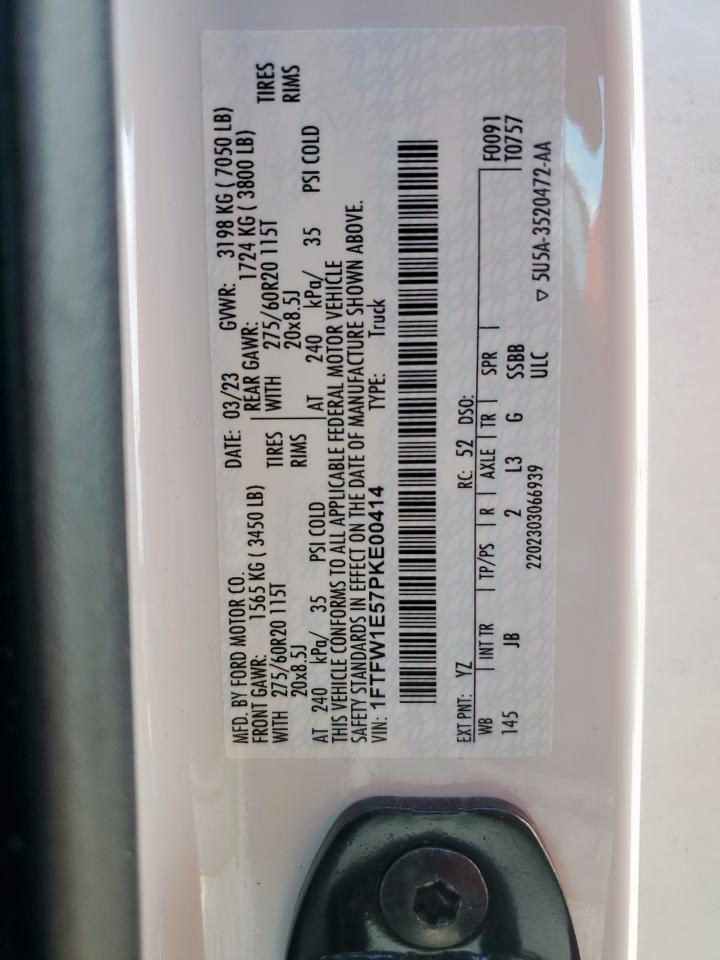 MFD. BY FORD MOTOR CO. DATE: 03/23 GVWR: 3198 KG ( 7050 LB)
FRONT GAWR: 1565 KG ( 3450 LB) REAR GAWR: 1724 KG ( 3800 LB)
WITH 275/60R20 115T TIRES WITH 275/60R20 115T TIRES
20x8.5J RIMS 20x8.5J RIMS
AT 240 kPa/ 35 PSI COLD AT 240 kPa/ 35 PSI COLD
THIS VEHICLE CONFORMS TO ALL APPLICABLE FEDERAL MOTOR VEHICLE
SAFETY STANDARDS IN EFFECT ON THE DATE OF MANUFACTURE SHOWN ABOVE.
VIN: 1FTFW1E57PKE00414 TYPE: Truck
EXT PNT: YZ RC: 52 DSO: F0091
WB INT TR TP/PS R AXLE TR SPR T0757
145 JB 2 L3 G SSBB
2202303066939 ULC ▽ 5U5A-3520472-AA